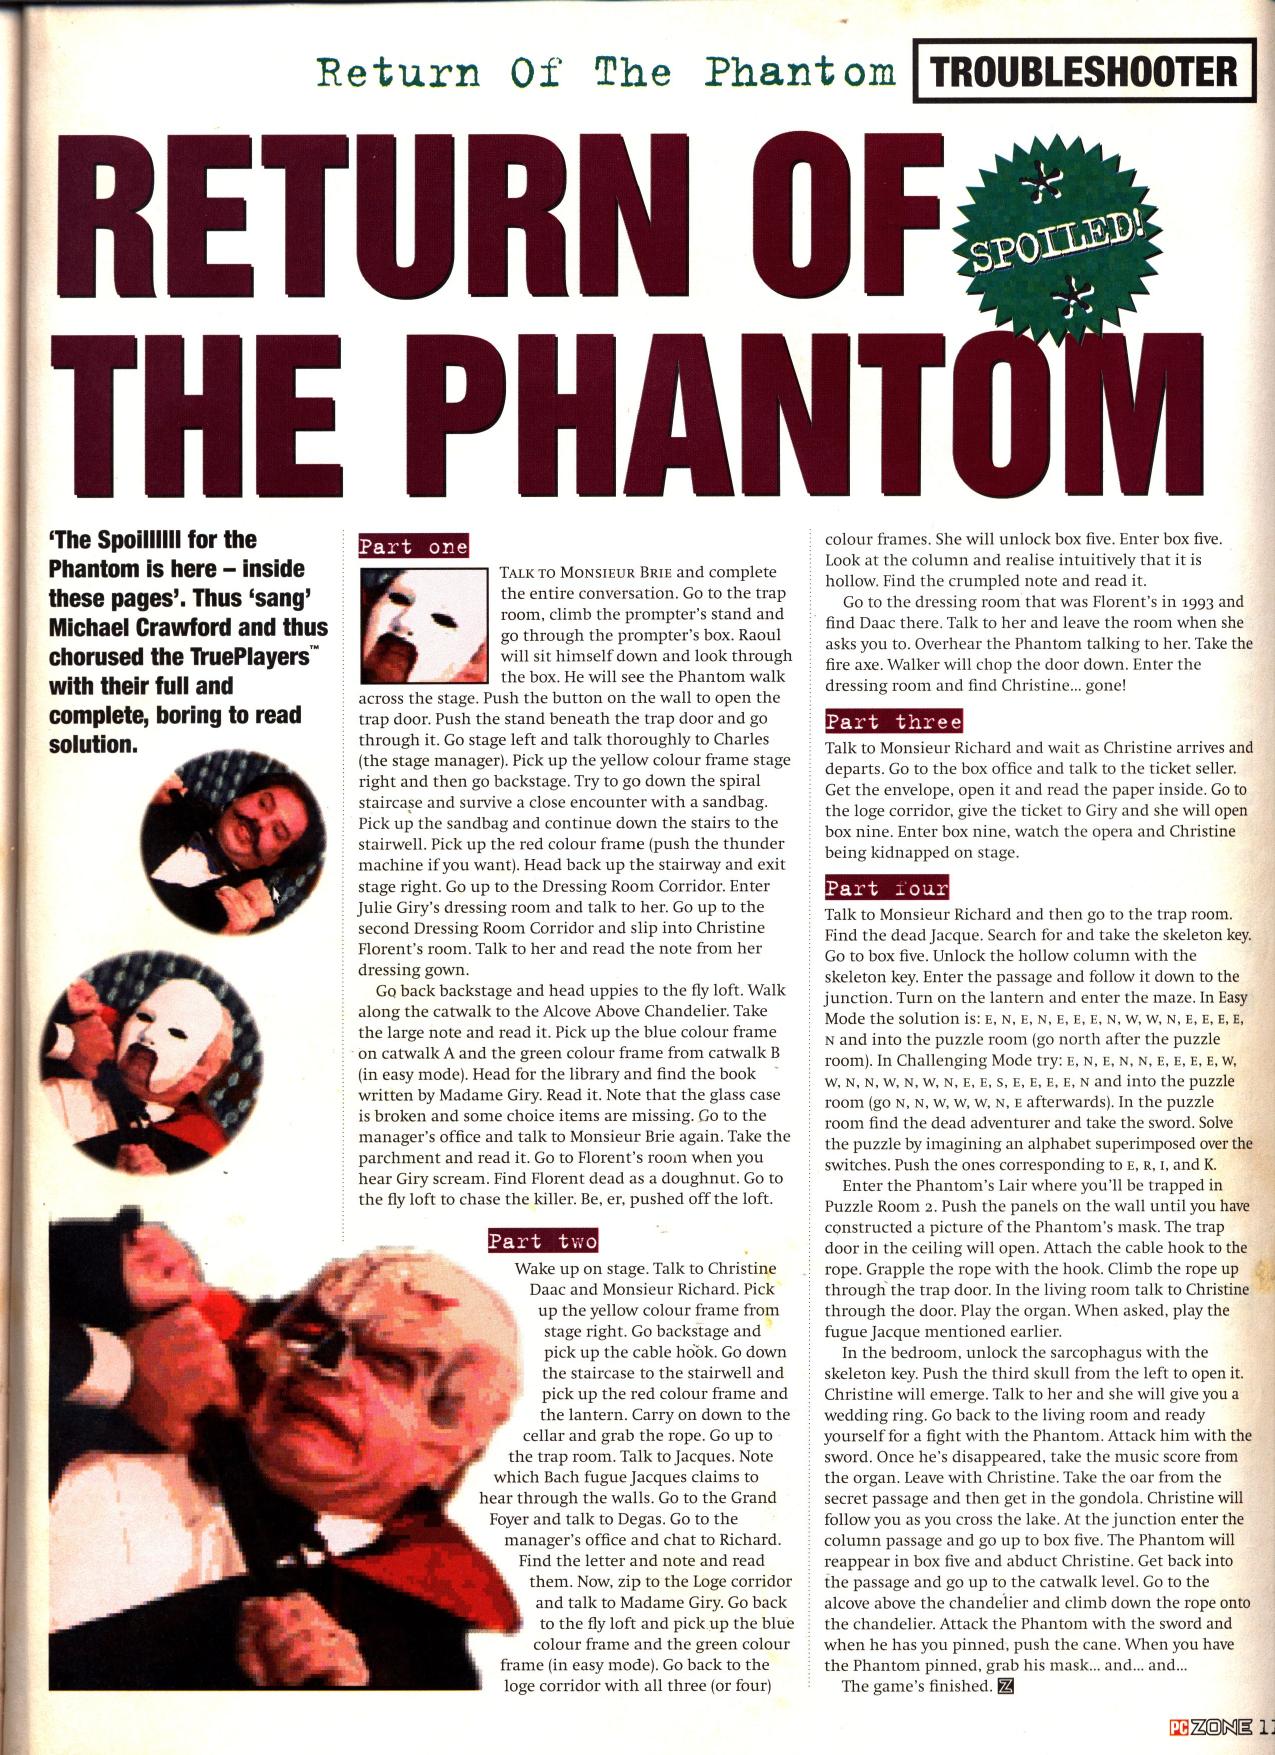 Return Of The Phantom
TROUBLESHOOTER
RETURN OF
THE PHANTOM
SPOILED!
‘The Spoillllll for the
Phantom is here – inside
these pages’. Thus ‘sang’
Michael Crawford and thus
chorused the TruePlayers™
with their full and
complete, boring to read
solution.
Part one
TALK TO MONSIEUR BRIE and complete
the entire conversation. Go to the trap
room, climb the prompter's stand and
go through the prompter's box. Raoul
will sit himself down and look through
the box. He will see the Phantom walk
across the stage. Push the button on the wall to open the
trap door. Push the stand beneath the trap door and go
through it. Go stage left and talk thoroughly to Charles
(the stage manager). Pick up the yellow colour frame stage
right and then go backstage. Try to go down the spiral
staircase and survive a close encounter with a sandbag.
Pick up the sandbag and continue down the stairs to the
stairwell. Pick up the red colour frame (push the thunder
machine if you want). Head back up the stairway and exit
stage right. Go up to the Dressing Room Corridor. Enter
Julie Giry's dressing room and talk to her. Go up to the
second Dressing Room Corridor and slip into Christine
Florent's room. Talk to her and read the note from her
dressing gown.
Go back backstage and head uppies to the fly loft. Walk
along the catwalk to the Alcove Above Chandelier. Take
the large note and read it. Pick up the blue colour frame
on catwalk A and the green colour frame from catwalk B
(in easy mode). Head for the library and find the book
written by Madame Giry. Read it. Note that the glass case
is broken and some choice items are missing. Go to the
manager's office and talk to Monsieur Brie again. Take the
parchment and read it. Go to Florent's room when you
hear Giry scream. Find Florent dead as a doughnut. Go to
the fly loft to chase the killer. Be, er, pushed off the loft.
Part two
Wake up on stage. Talk to Christine
Daac and Monsieur Richard. Pick
up the yellow colour frame from
stage right. Go backstage and
pick up the cable hook. Go down
the staircase to the stairwell and
pick up the red colour frame and
the lantern. Carry on down to the
cellar and grab the rope. Go up to
the trap room. Talk to Jacques. Note
which Bach fugue Jacques claims to
hear through the walls. Go to the Grand
Foyer and talk to Degas. Go to the
manager's office and chat to Richard.
Find the letter and note and read
them. Now, zip to the Loge corridor
and talk to Madame Giry. Go back
to the fly loft and pick up the blue
colour frame and the green colour
frame (in easy mode). Go back to the
loge corridor with all three (or four)
colour frames. She will unlock box five. Enter box five.
Look at the column and realise intuitively that it is
hollow. Find the crumpled note and read it.
Go to the dressing room that was Florent's in 1993 and
find Daac there. Talk to her and leave the room when she
asks you to. Overhear the Phantom talking to her. Take the
fire axe. Walker will chop the door down. Enter the
dressing room and find Christine... gone!
Part three
Talk to Monsieur Richard and wait as Christine arrives and
departs. Go to the box office and talk to the ticket seller.
Get the envelope, open it and read the paper inside. Go to
the loge corridor, give the ticket to Giry and she will open
box nine. Enter box nine, watch the opera and Christine
being kidnapped on stage.
Part four
Talk to Monsieur Richard and then go to the trap room.
Find the dead Jacque. Search for and take the skeleton key.
Go to box five. Unlock the hollow column with the
skeleton key. Enter the passage and follow it down to the
junction. Turn on the lantern and enter the maze. In Easy
Mode the solution is: E, N, E, N, E, E, E, N, W, W, N, E, E, E, E,
N and into the puzzle room (go north after the puzzle
room). In Challenging Mode try: E, N, E, N, N, E, E, E, E, W,
W, N, N, W, N, W, N, E, E, S, E, E, E, E, N and into the puzzle
room (go N, N, W, W, W, N, E afterwards). In the puzzle
room find the dead adventurer and take the sword. Solve
the puzzle by imagining an alphabet superimposed over the
switches. Push the ones corresponding to E, R, I, and K.
Enter the Phantom's Lair where you'll be trapped in
Puzzle Room 2. Push the panels on the wall until you have
constructed a picture of the Phantom's mask. The trap
door in the ceiling will open. Attach the cable hook to the
rope. Grapple the rope with the hook. Climb the rope up
through the trap door. In the living room talk to Christine
through the door. Play the organ. When asked, play the
fugue Jacque mentioned earlier.
In the bedroom, unlock the sarcophagus with the
skeleton key. Push the third skull from the left to open it.
Christine will emerge. Talk to her and she will give you a
wedding ring. Go back to the living room and ready
yourself for a fight with the Phantom. Attack him with the
sword. Once he's disappeared, take the music score from
the organ. Leave with Christine. Take the oar from the
secret passage and then get in the gondola. Christine will
follow you as you cross the lake. At the junction enter the
column passage and go up to box five. The Phantom will
reappear in box five and abduct Christine. Get back into
the passage and go up to the catwalk level. Go to the
alcove above the chandelier and climb down the rope onto
the chandelier. Attack the Phantom with the sword and
when he has you pinned, push the cane. When you have
the Phantom pinned, grab his mask... and... and...
The game's finished. Z
PC ZONE